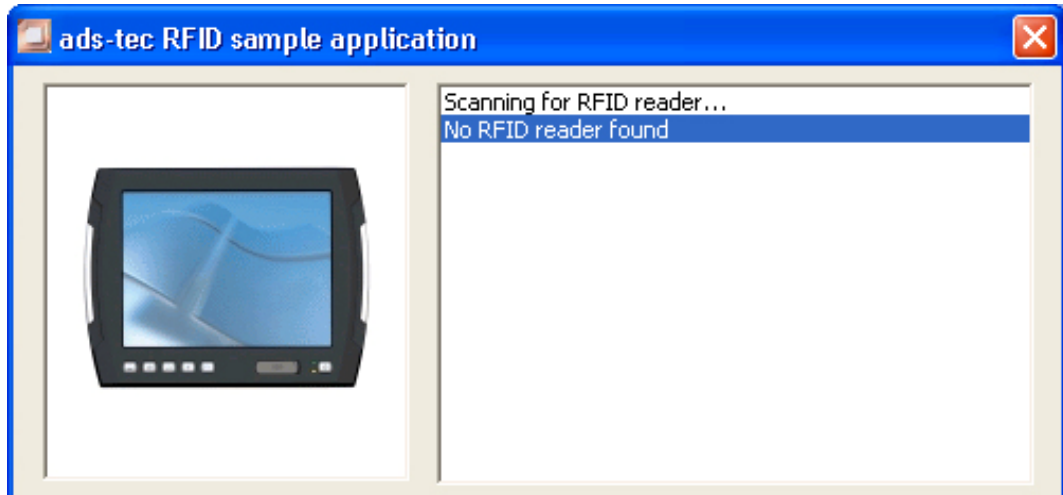 ads-tec RFID sample application
Scanning for RFID reader...
No RFID reader found